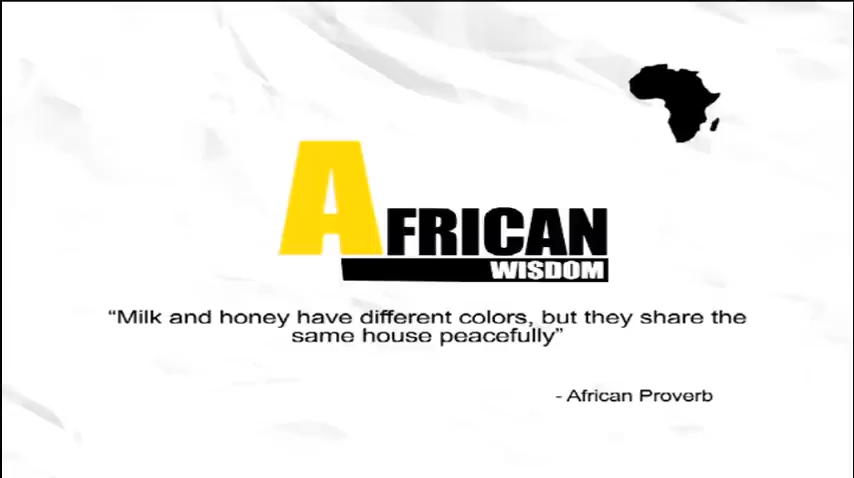 AFRICAN
WISDOM
“Milk and honey have different colors, but they share the
same house peacefully”
- African Proverb